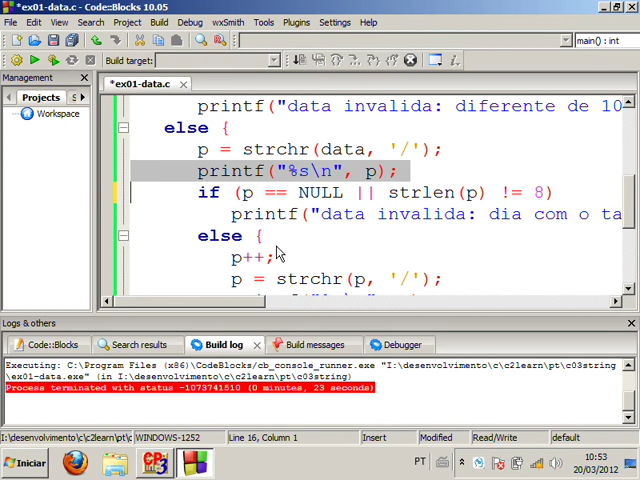 *ex01-data.c - Code::Blocks 10.05
File Edit View Search Project Build Debug wxSmith Tools Plugins Settings Help
Build target: main() : int
Management
Projects S
Workspace
*ex01-data.c
printf("data invalida: diferente de 10
else {
p = strchr(data, '/');
printf("%s\n", p);
if (p == NULL || strlen(p) != 8)
printf("data invalida: dia com o ta
else {
p++;
p = strchr(p, '/');
Logs & others
Code::Blocks Search results Build log Build messages Debugger
Executing: C:\Program Files (x86)\CodeBlocks/cb_console_runner.exe "I:\desenvolvimento\c\c2learn\pt\c03string
\ex01-data.exe" (in I:\desenvolvimento\c\c2learn\pt\c03string)
Process terminated with status -1073741510 (0 minutes, 23 seconds)
I:\desenvolvimento\c\c2learn\pt\c WINDOWS-1252 Line 16, Column 1 Insert Modified Read/Write default
Iniciar PT 10:53
20/03/2012